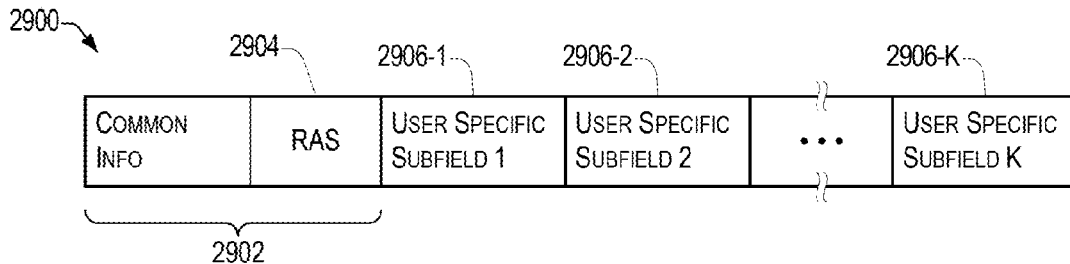 2900
2904
2906-1
2906-2
2906-K
COMMON INFO
RAS
USER SPECIFIC SUBFIELD 1
USER SPECIFIC SUBFIELD 2
•••
USER SPECIFIC SUBFIELD K
2902